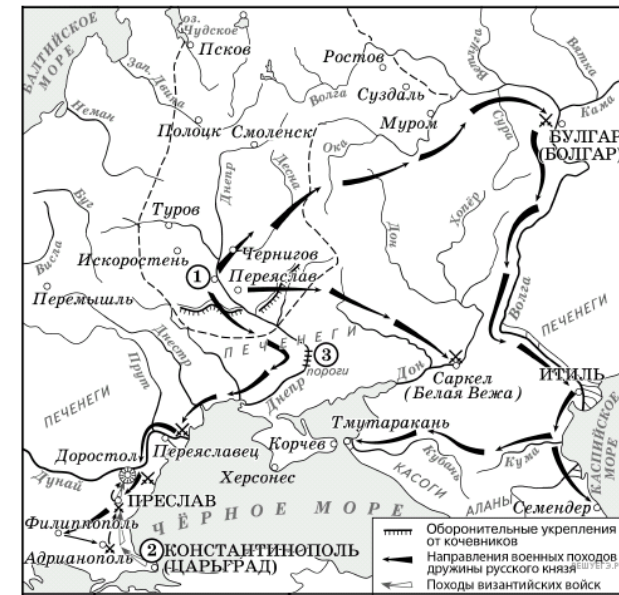 оз.
Чудское
БАЛТИЙСКОЕ
МОРЕ
Псков
Ростов
Ветлуга
Вятка
Зап. Двина
Волга
Суздаль
Кама
Неман
Полоцк
Смоленск
Муром
Сура
БУЛГАР
(БОЛГАР)
Ока
Днепр
Десна
Буг
Хопёр
Туров
Дон
Висла
Искоростень
Чернигов
1
Переяслав
Волга
Перемышль
ПЕЧЕНЕГИ
Днестр
ПЕЧЕНЕГИ
3
пороги
Прут
Дон
ИТИЛЬ
ПЕЧЕНЕГИ
Днепр
Саркел
(Белая Вежа)
Тмутаракань
Доростол
Переяславец
Корчев
Кубань
Кума
КАСПИЙСКОЕ
МОРЕ
Дунай
Херсонес
КАСОГИ
ПРЕСЛАВ
АЛАНЫ
Семендер
ЧЁРНОЕ МОРЕ
Филиппополь
Адрианополь
2
КОНСТАНТИНОПОЛЬ
(ЦАРЬГРАД)
Оборонительные укрепления
от кочевников
Направления военных походов
дружины русского князя
Походы византийских войск